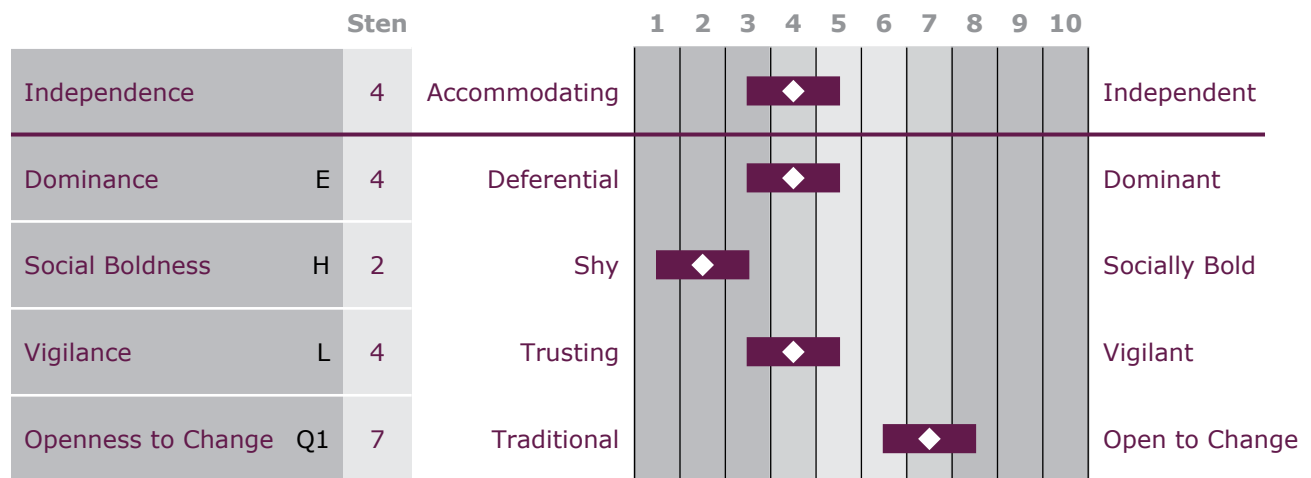 Sten 1 2 3 4 5 6 7 8 9 10
Independence 4 Accommodating Independent
Dominance E 4 Deferential Dominant
Social Boldness H 2 Shy Socially Bold
Vigilance L 4 Trusting Vigilant
Openness to Change Q1 7 Traditional Open to Change